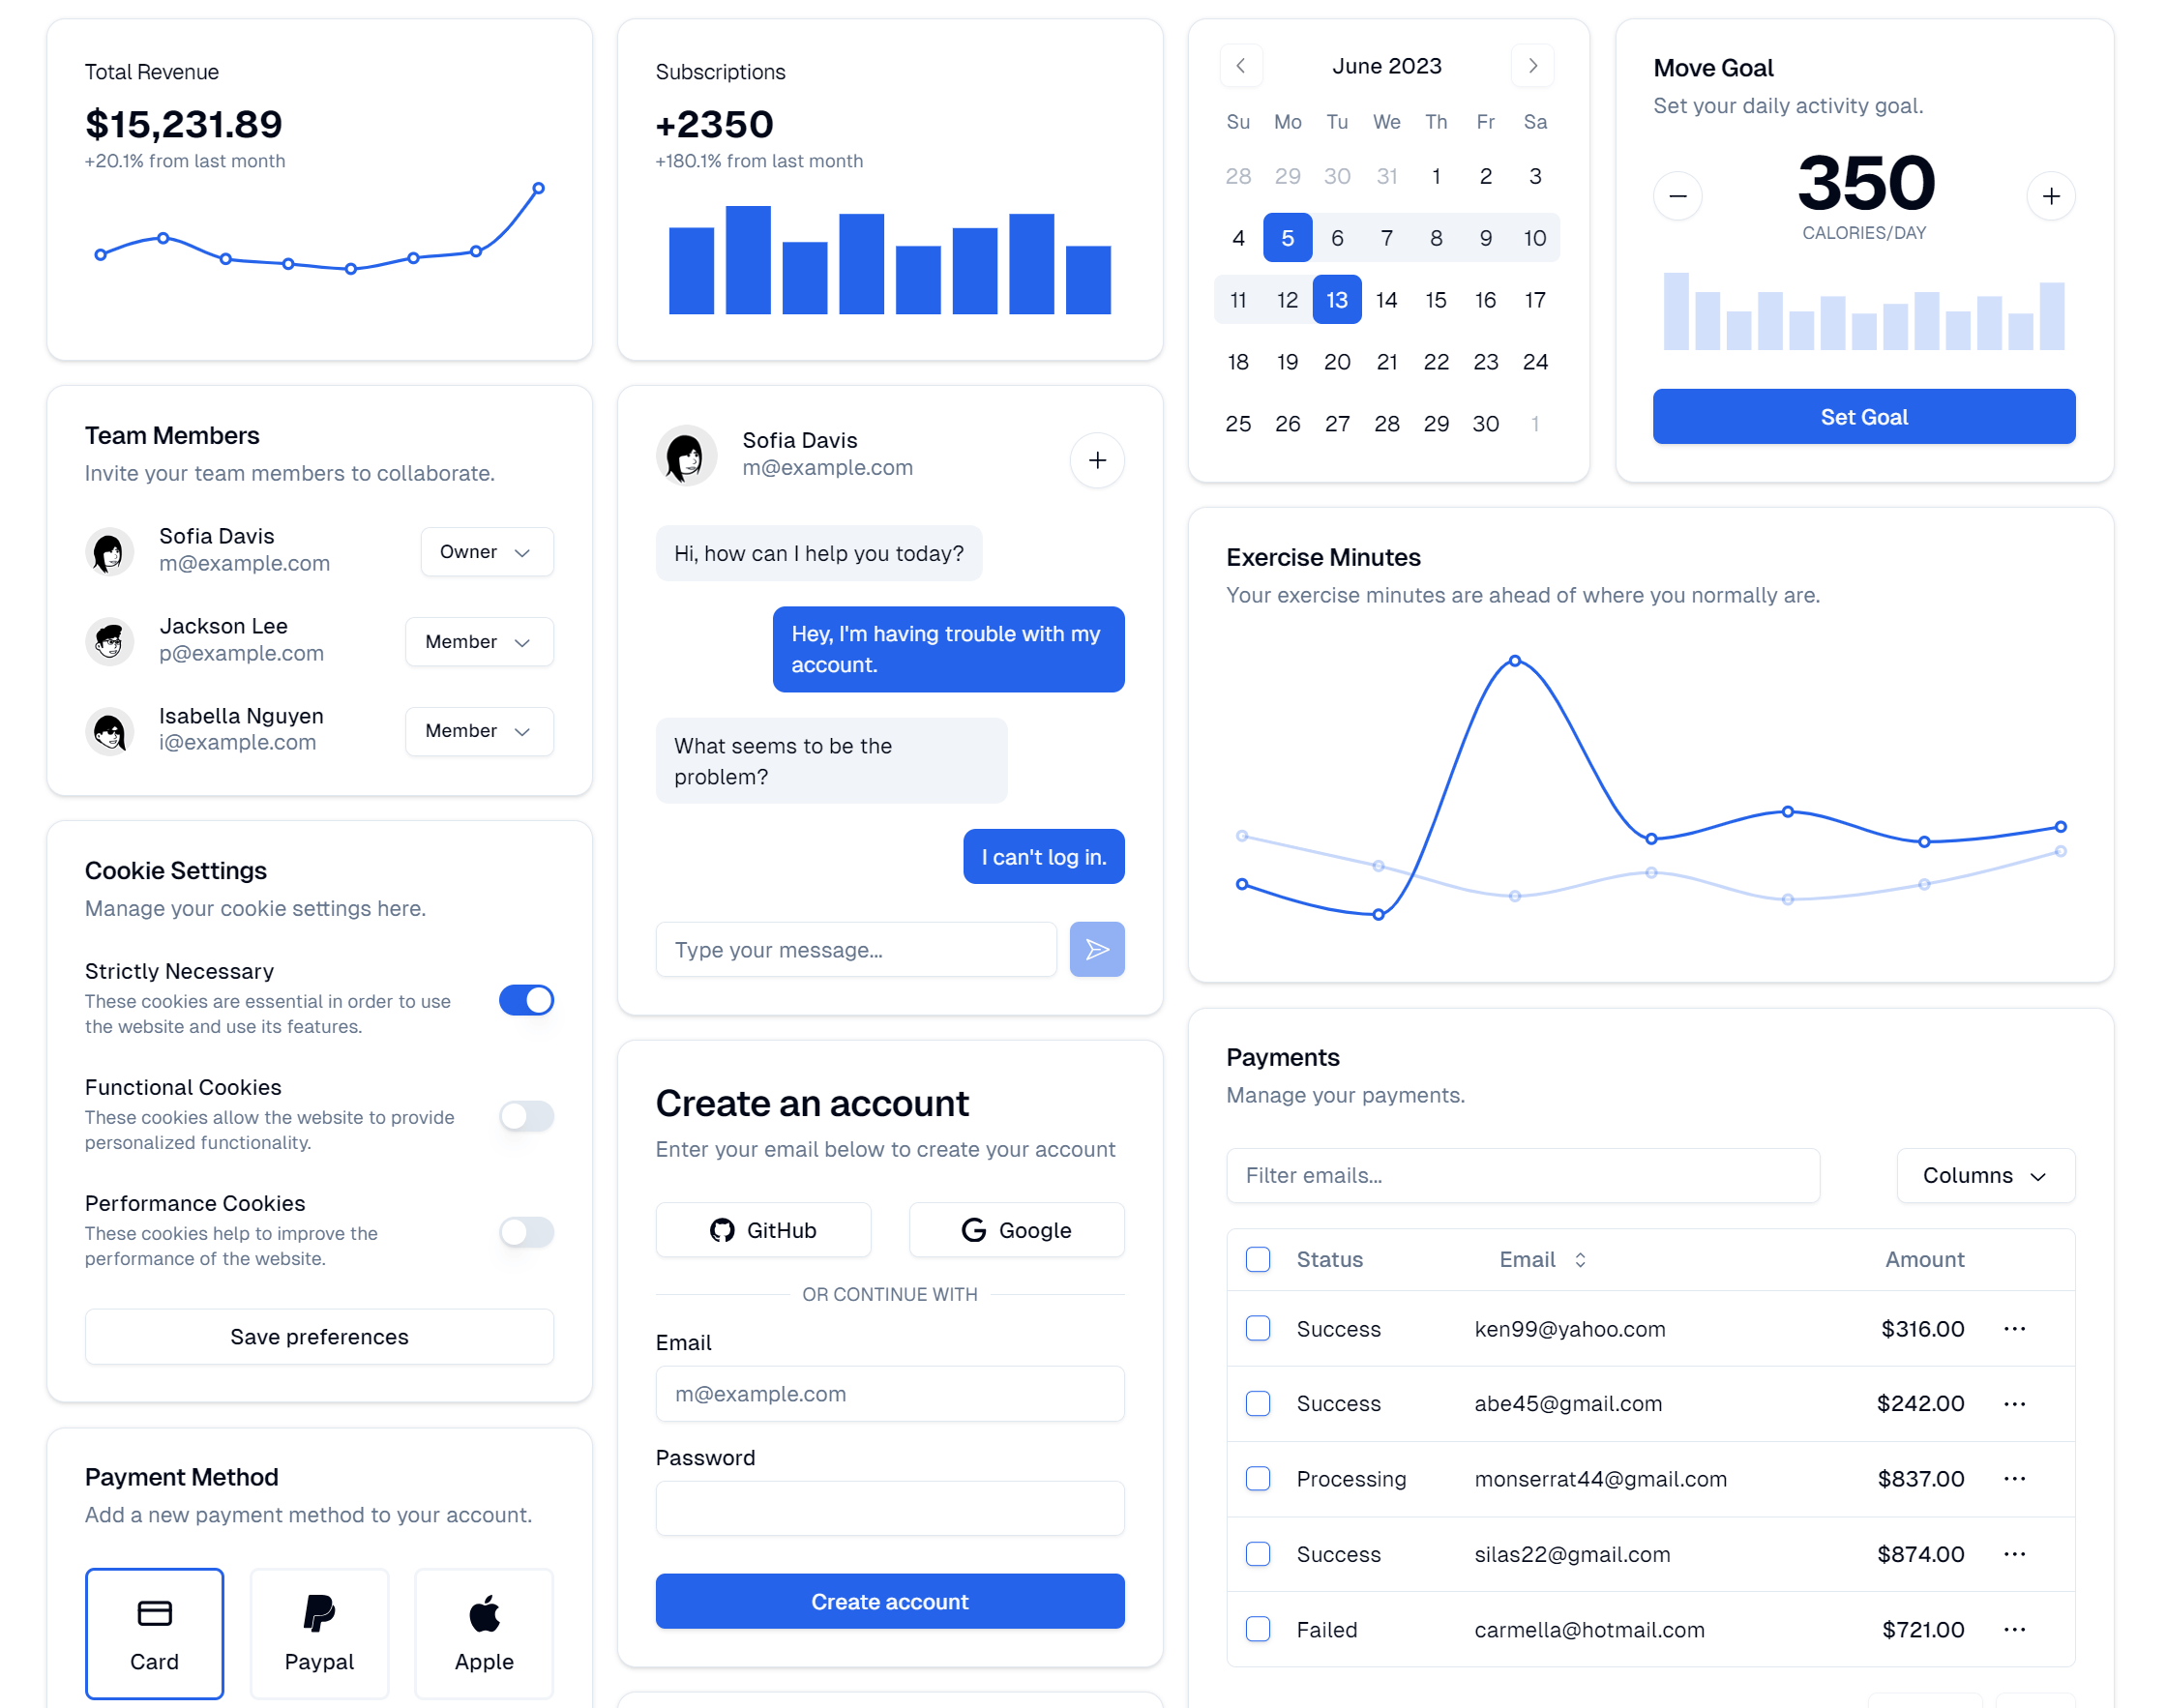 Total Revenue
$15,231.89
+20.1% from last month
Subscriptions
+2350
+180.1% from last month
June 2023
Su Mo Tu We Th Fr Sa
28 29 30 31 1 2 3
4 5 6 7 8 9 10
11 12 13 14 15 16 17
18 19 20 21 22 23 24
25 26 27 28 29 30 1
Move Goal
Set your daily activity goal.
350
CALORIES/DAY
Set Goal
Team Members
Invite your team members to collaborate.
Sofia Davis
m@example.com
Owner
Jackson Lee
p@example.com
Member
Isabella Nguyen
i@example.com
Member
Sofia Davis
m@example.com
Hi, how can I help you today?
Hey, I'm having trouble with my
account.
What seems to be the
problem?
I can't log in.
Type your message...
Exercise Minutes
Your exercise minutes are ahead of where you normally are.
Cookie Settings
Manage your cookie settings here.
Strictly Necessary
These cookies are essential in order to use
the website and use its features.
Functional Cookies
These cookies allow the website to provide
personalized functionality.
Performance Cookies
These cookies help to improve the
performance of the website.
Save preferences
Create an account
Enter your email below to create your account
GitHub
Google
OR CONTINUE WITH
Email
m@example.com
Password
Create account
Payments
Manage your payments.
Filter emails...
Columns
Status Email Amount
Success ken99@yahoo.com $316.00
Success abe45@gmail.com $242.00
Processing monserrat44@gmail.com $837.00
Success silas22@gmail.com $874.00
Failed carmella@hotmail.com $721.00
Payment Method
Add a new payment method to your account.
Card
Paypal
Apple